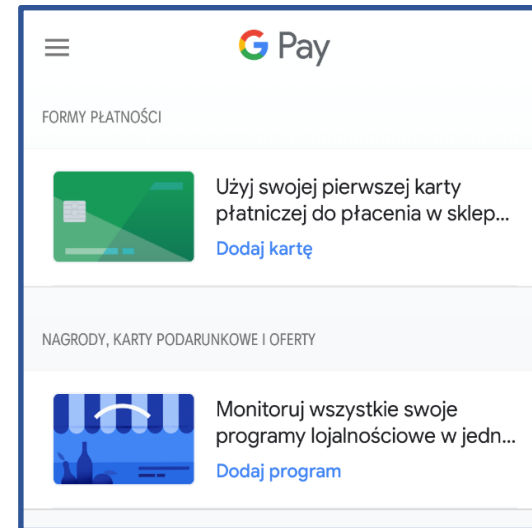 G Pay
FORMY PŁATNOŚCI
Użyj swojej pierwszej karty
płatniczej do płacenia w sklep...
Dodaj kartę
NAGRODY, KARTY PODARUNKOWE I OFERTY
Monitoruj wszystkie swoje
programy lojalnościowe w jedn...
Dodaj program